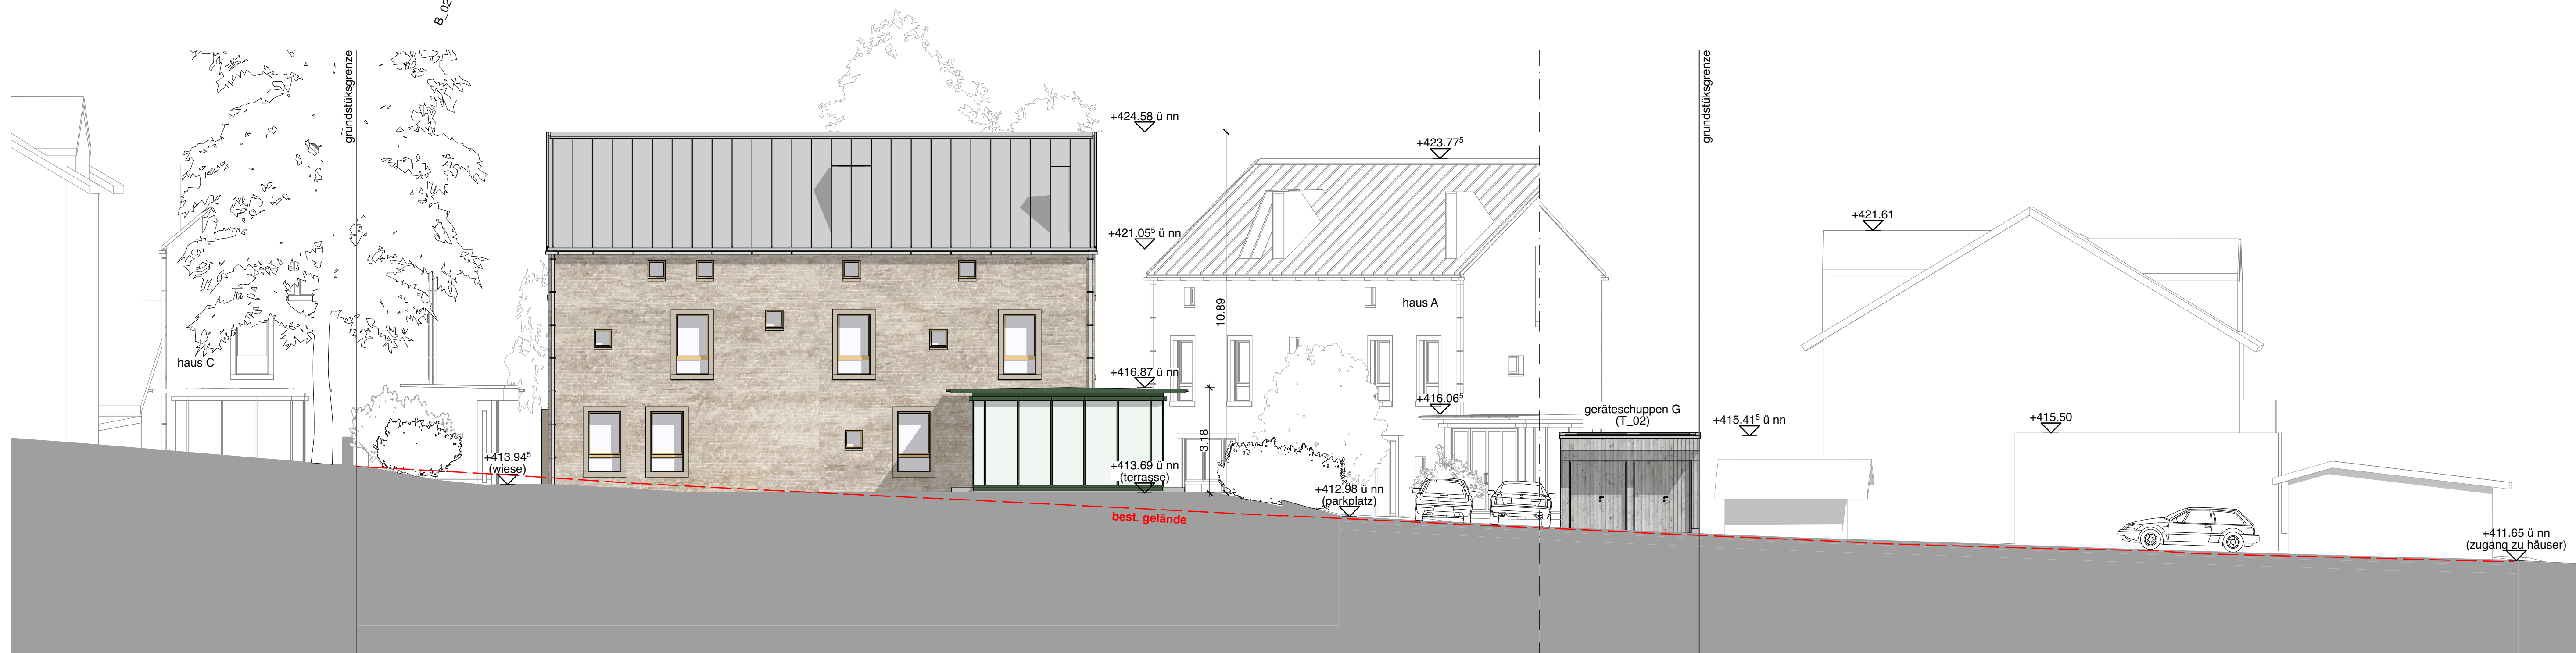 B_02
grundstüksgrenze
grundstüksgrenze
+424.58 ü nn
+423.77⁵
+421.05⁵ ü nn
+421.61
10.89
haus A
haus C
+416.87 ü nn
+416.06⁵
geräteschuppen G
(T_02)
+415.41⁵ ü nn
+415.50
3.18
+413.94⁵
(wiese)
+413.69 ü nn
(terrasse)
+412.98 ü nn
(parkplatz)
best. gelände
+411.65 ü nn
(zugang zu häuser)